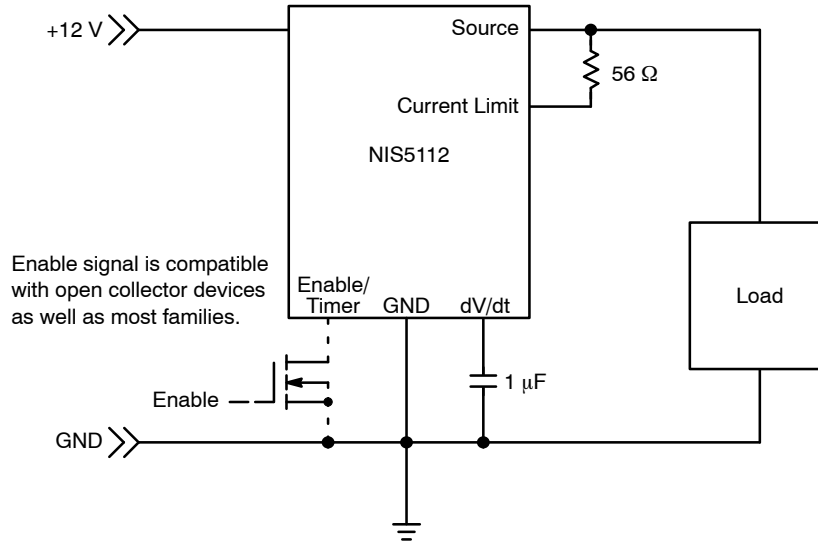 +12 V
Source
56 Ω
Current Limit
NIS5112
Enable signal is compatible
with open collector devices
as well as most families.
Enable/
Timer
GND
dV/dt
Load
1 μF
Enable
GND